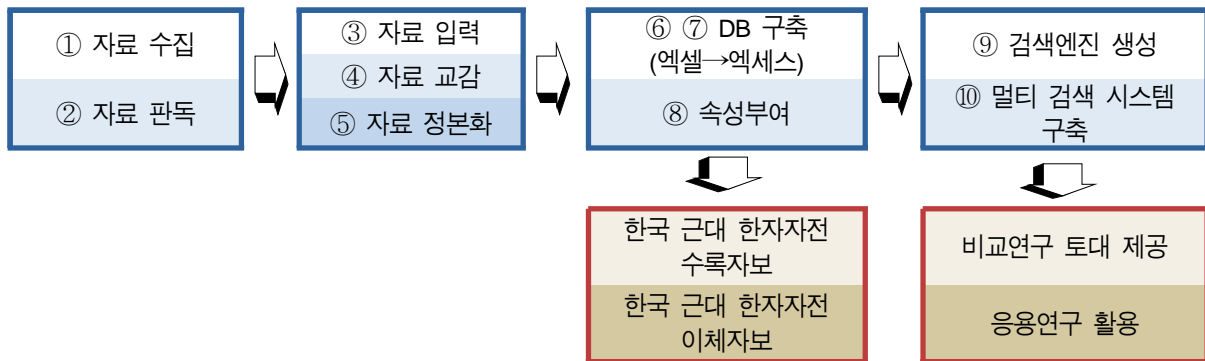 ① 자료 수집
② 자료 판독
③ 자료 입력
④ 자료 교감
⑤ 자료 정본화
⑥ ⑦ DB 구축
(엑셀→엑세스)
⑧ 속성부여
⑨ 검색엔진 생성
⑩ 멀티 검색 시스템
구축
한국 근대 한자자전
수록자보
한국 근대 한자자전
이체자보
비교연구 토대 제공
응용연구 활용